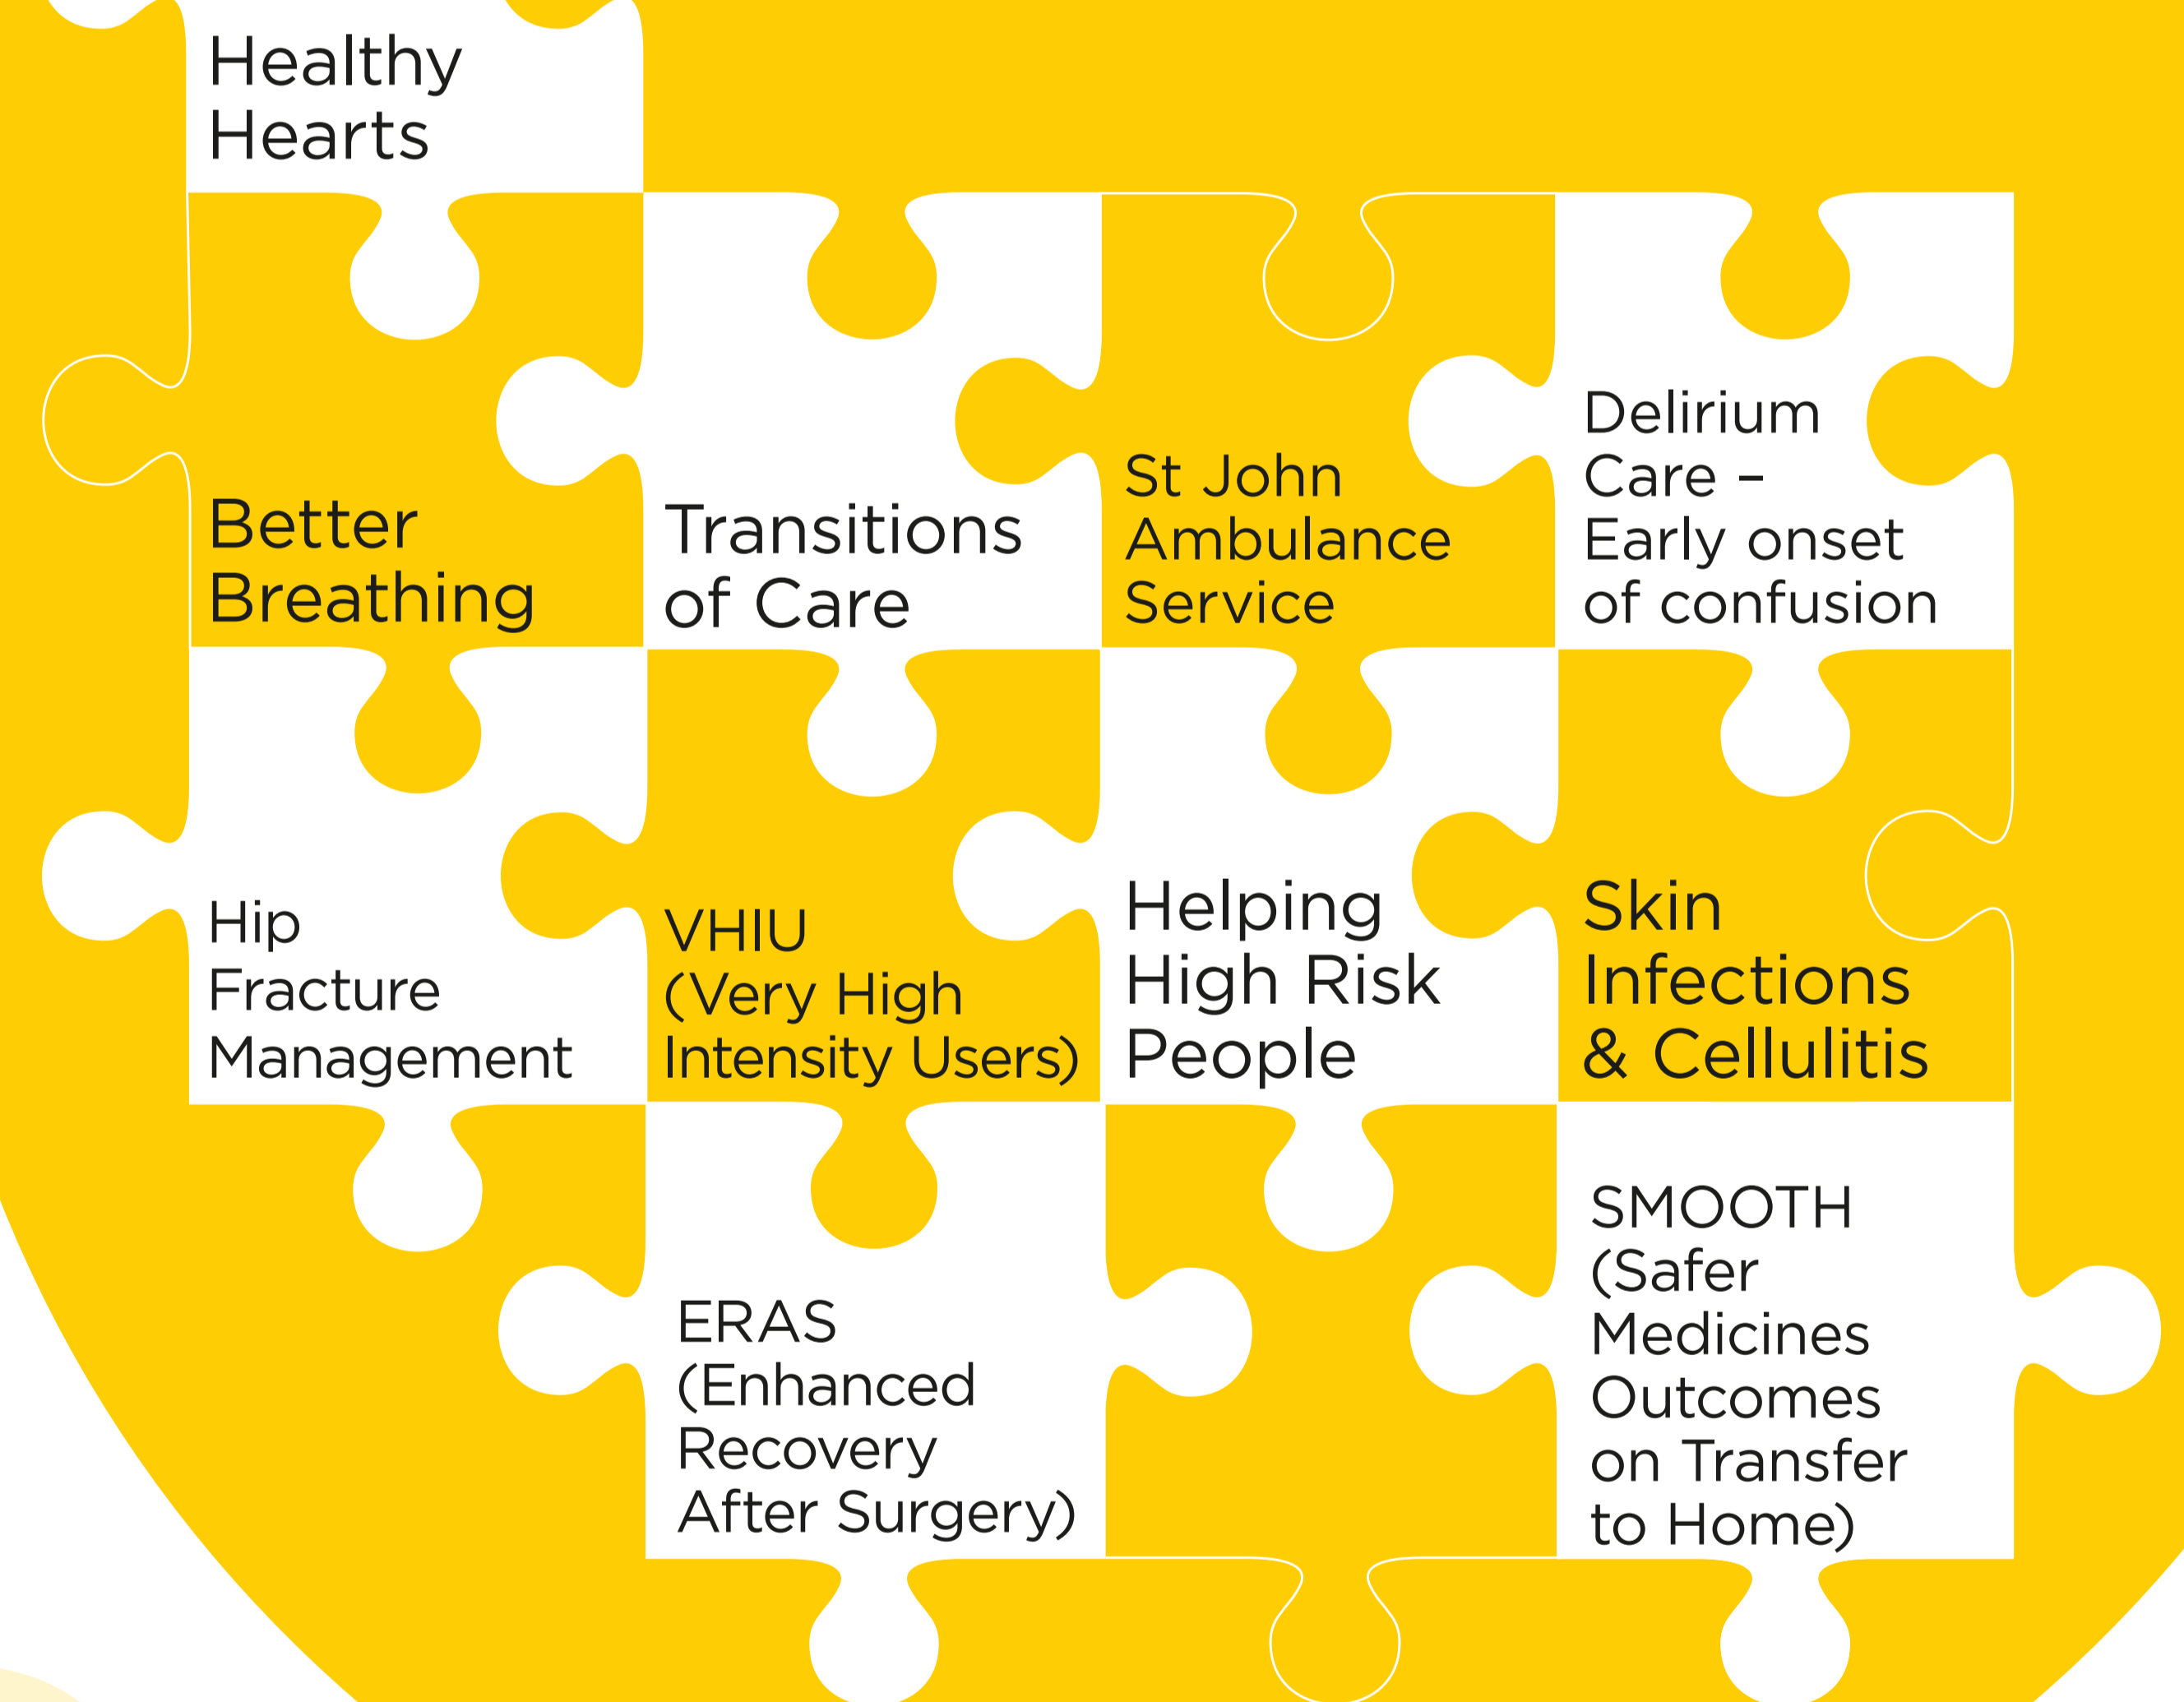 Healthy
Hearts
Better
Breathing
Transitions
of Care
St John
Ambulance
Service
Delirium
Care –
Early onset
of confusion
Hip
Fracture
Management
VHIU
(Very High
Intensity Users)
Helping
High Risk
People
Skin
Infections
& Cellulitis
ERAS
(Enhanced
Recovery
After Surgery)
SMOOTH
(Safer
Medicines
Outcomes
on Transfer
to Home)